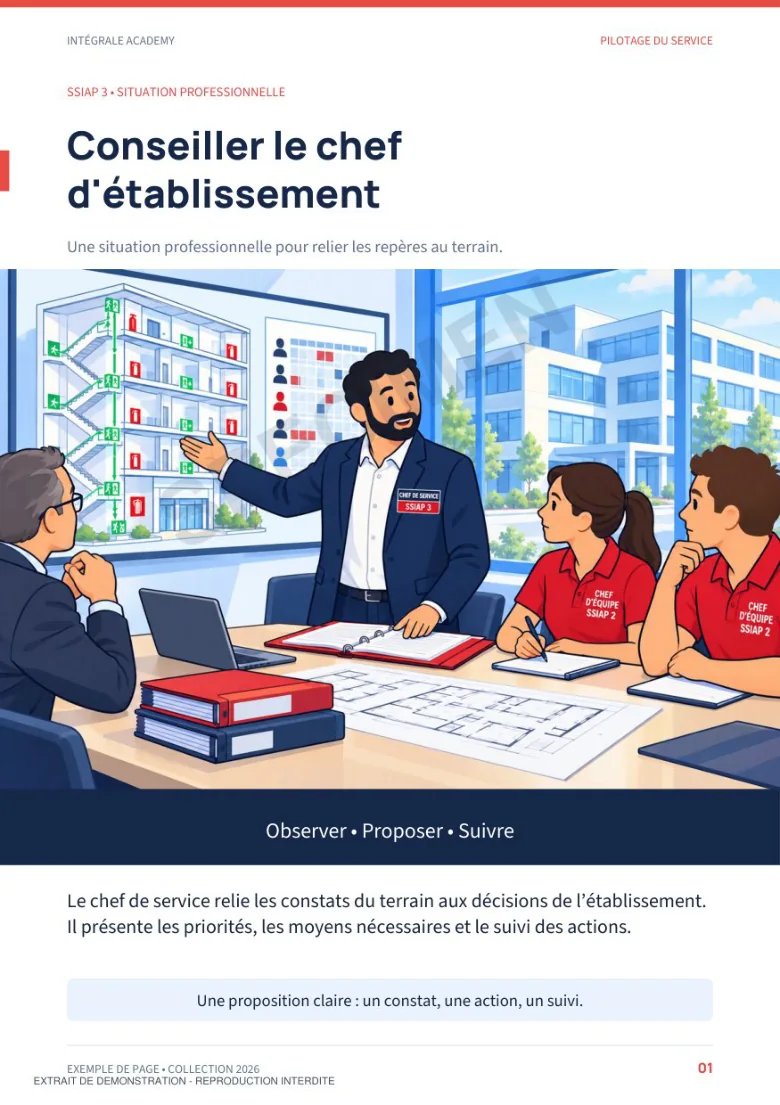 INTÉGRALE ACADEMY
PILOTAGE DU SERVICE
SSIAP 3 • SITUATION PROFESSIONNELLE
Conseiller le chef
d'établissement
Une situation professionnelle pour relier les repères au terrain.
SPECIMEN
CHEF DE SERVICE
SSIAP 3
CHEF
D'ÉQUIPE
SSIAP 2
CHEF
D'ÉQUIPE
SSIAP 2
Observer • Proposer • Suivre
Le chef de service relie les constats du terrain aux décisions de l’établissement.
Il présente les priorités, les moyens nécessaires et le suivi des actions.
Une proposition claire : un constat, une action, un suivi.
EXEMPLE DE PAGE • COLLECTION 2026
01
EXTRAIT DE DEMONSTRATION - REPRODUCTION INTERDITE